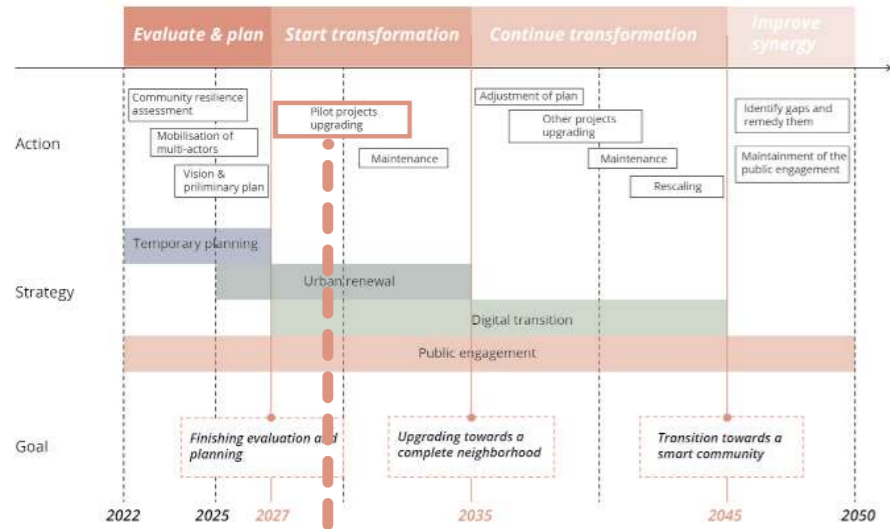 Evaluate & plan
Start transformation
Continue transformation
Improve
synergy
Action
Community resilience
assessment
Mobilisation of
multi-actors
Vision &
priliminary plan
Pilot projects
upgrading
Maintenance
Adjustment of plan
Other projects
upgrading
Maintenance
Rescaling
Identify gaps and
remedy them
Maintainment of the
public engagement
Strategy
Temporary planning
Urban renewal
Digital transition
Public engagement
Goal
Finishing evaluation and
planning
Upgrading towards a
complete neighborhood
Transition towards a
smart community
2022
2025
2027
2035
2045
2050